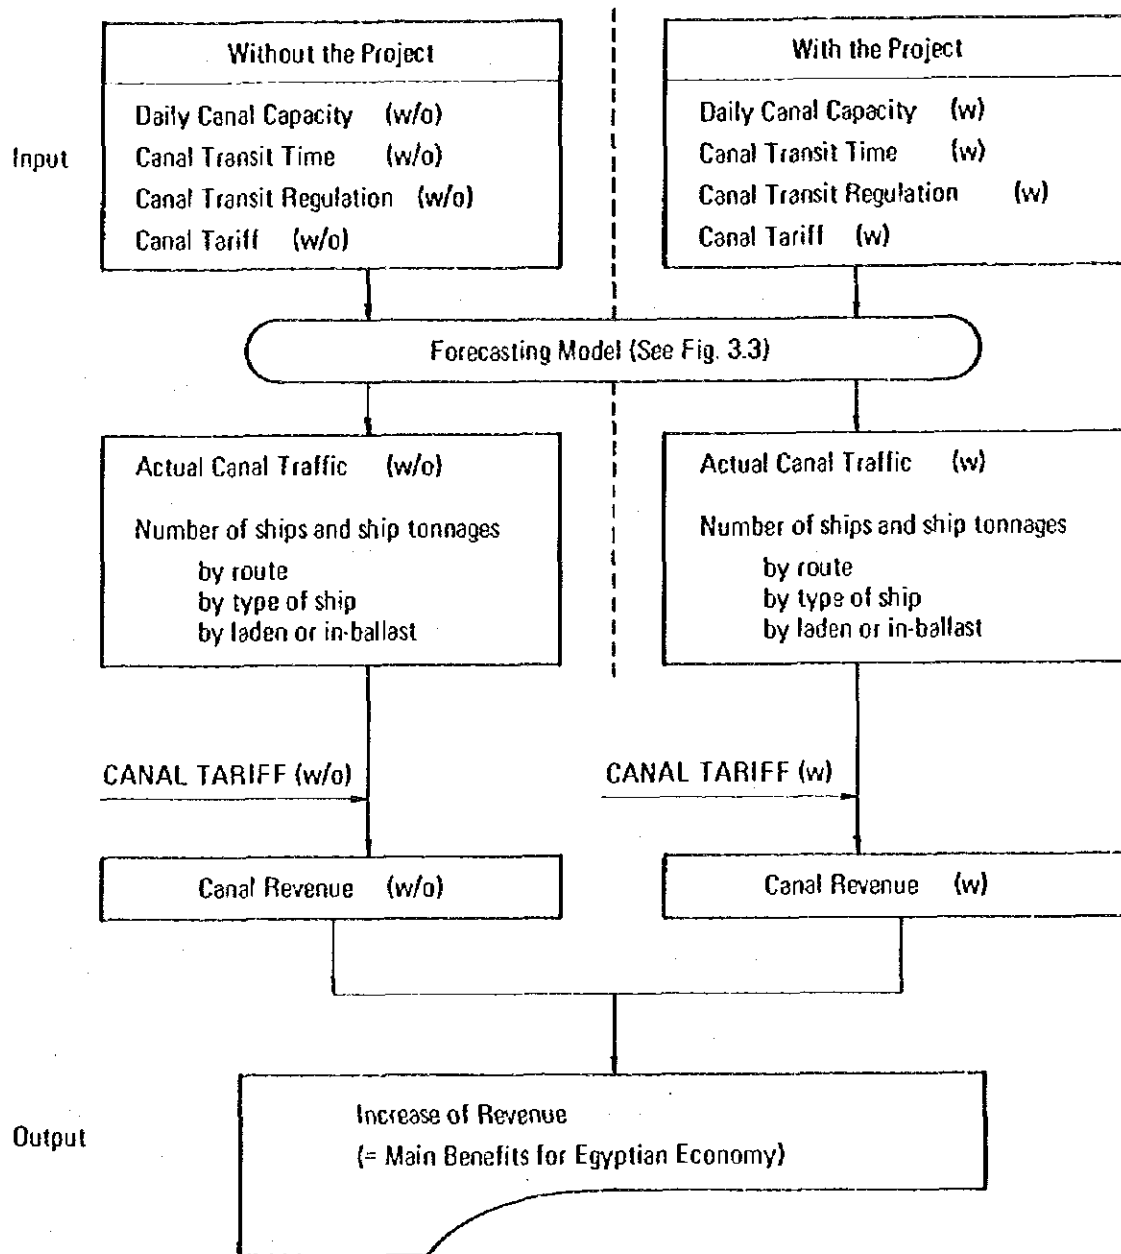 Without the Project
With the Project
Input
Daily Canal Capacity (w/o)
Canal Transit Time (w/o)
Canal Transit Regulation (w/o)
Canal Tariff (w/o)
Daily Canal Capacity (w)
Canal Transit Time (w)
Canal Transit Regulation (w)
Canal Tariff (w)
Forecasting Model (See Fig. 3.3)
Actual Canal Traffic (w/o)
Number of ships and ship tonnages
by route
by type of ship
by laden or in-ballast
Actual Canal Traffic (w)
Number of ships and ship tonnages
by route
by type of ship
by laden or in-ballast
CANAL TARIFF (w/o)
CANAL TARIFF (w)
Canal Revenue (w/o)
Canal Revenue (w)
Output
Increase of Revenue
(= Main Benefits for Egyptian Economy)